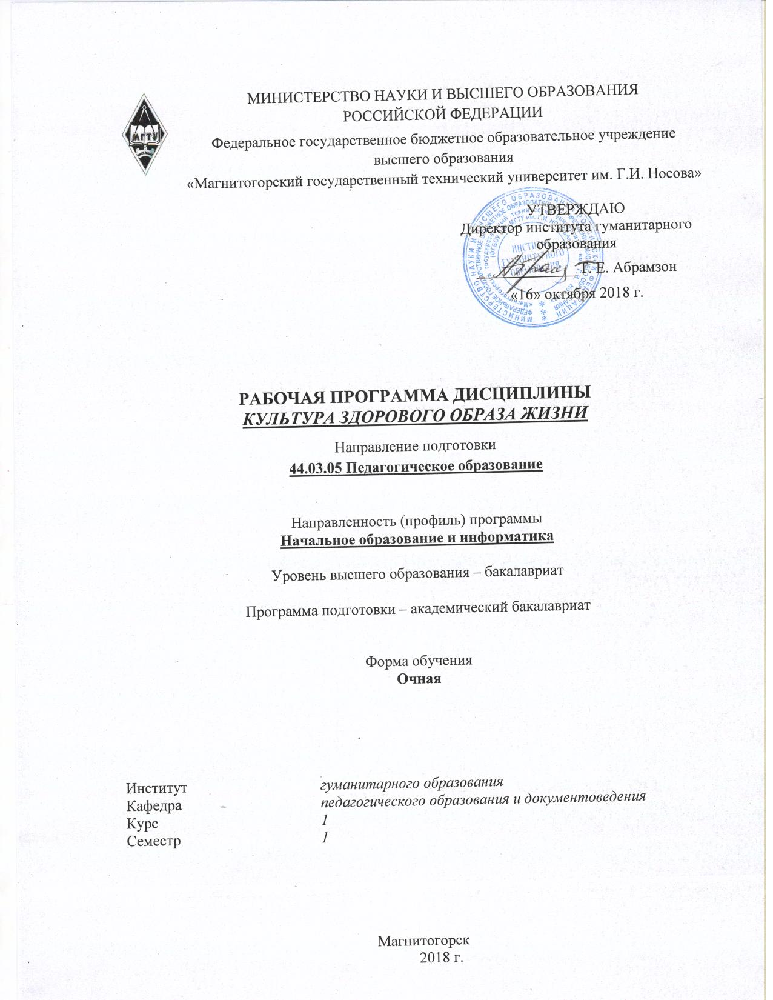 МИНИСТЕРСТВО НАУКИ И ВЫСШЕГО ОБРАЗОВАНИЯ
РОССИЙСКОЙ ФЕДЕРАЦИИ
МГТУ
Федеральное государственное бюджетное образовательное учреждение
высшего образования
«Магнитогорский государственный технический университет им. Г.И. Носова»
УТВЕРЖДАЮ
Директор института гуманитарного
образования
ИНСТИТУТ
ГУМАНИТАРНОГО
ОБРАЗОВАНИЯ
Г. Е. Абрамзон
«16» октября 2018 г.
РАБОЧАЯ ПРОГРАММА ДИСЦИПЛИНЫ
КУЛЬТУРА ЗДОРОВОГО ОБРАЗА ЖИЗНИ
Направление подготовки
44.03.05 Педагогическое образование
Направленность (профиль) программы
Начальное образование и информатика
Уровень высшего образования – бакалавриат
Программа подготовки – академический бакалавриат
Форма обучения
Очная
Институт гуманитарного образования
Кафедра педагогического образования и документоведения
Курс 1
Семестр 1
Магнитогорск
2018 г.